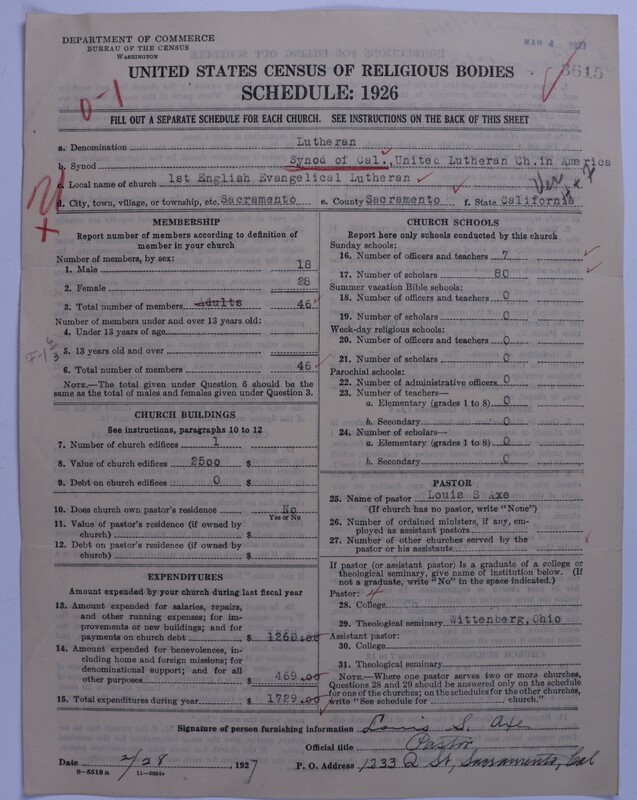 DEPARTMENT OF COMMERCE
BUREAU OF THE CENSUS
WASHINGTON
MAR 4 1927
3615
UNITED STATES CENSUS OF RELIGIOUS BODIES
SCHEDULE: 1926
0-1
FILL OUT A SEPARATE SCHEDULE FOR EACH CHURCH. SEE INSTRUCTIONS ON THE BACK OF THIS SHEET
a. Denomination Lutheran
b. Synod Synod of Cal., United Lutheran Ch. in America
c. Local name of church 1st English Evangelical Lutheran
Ver
d. City, town, village, or township, etc. Sacramento e. County Sacramento f. State California
MEMBERSHIP
Report number of members according to definition of
member in your church
Number of members, by sex:
1. Male 18
2. Female 28
3. Total number of members adults 46
Number of members under and over 13 years old:
4. Under 13 years of age
5. 13 years old and over
6. Total number of members 46
NOTE.—The total given under Question 6 should be the
same as the total of males and females given under Question 3.
CHURCH BUILDINGS
See instructions, paragraphs 10 to 12
7. Number of church edifices 1
8. Value of church edifices 2500 $
9. Debt on church edifices 0 $
10. Does church own pastor's residence No
Yes or No
11. Value of pastor's residence (if owned by
church) $
12. Debt on pastor's residence (if owned by
church) $
EXPENDITURES
Amount expended by your church during last fiscal year
13. Amount expended for salaries, repairs,
and other running expenses; for im-
provements or new buildings; and for
payments on church debt $ 1260.00
14. Amount expended for benevolences, in-
cluding home and foreign missions; for
denominational support; and for all
other purposes $ 469.00
15. Total expenditures during year $ 1729.00
CHURCH SCHOOLS
Report here only schools conducted by this church
Sunday schools:
16. Number of officers and teachers 7
17. Number of scholars 80
Summer vacation Bible schools:
18. Number of officers and teachers 0
19. Number of scholars 0
Week-day religious schools:
20. Number of officers and teachers 0
21. Number of scholars 0
Parochial schools:
22. Number of administrative officers 0
23. Number of teachers—
a. Elementary (grades 1 to 8) 0
b. Secondary 0
24. Number of scholars—
a. Elementary (grades 1 to 8) 0
b. Secondary 0
PASTOR
25. Name of pastor Louis S Axe
(If church has no pastor, write "None")
26. Number of ordained ministers, if any, em-
ployed as assistant pastors
27. Number of other churches served by the
pastor or his assistants
If pastor (or assistant pastor) is a graduate of a college or
theological seminary, give name of institution below. (If
not a graduate, write "No" in the space indicated.)
Pastor: 4
28. College
29. Theological seminary Wittenberg, Ohio
Assistant pastor:
30. College
31. Theological seminary
NOTE.—Where one pastor serves two or more churches,
Questions 28 and 29 should be answered only on the schedule
for one of the churches; on the schedules for the other churches,
write "See schedule for church."
Signature of person furnishing information Louis S. Axe
Official title Pastor
Date 2/28, 1927 P. O. Address 1233 Q St, Sacramento, Cal
8-5518a 11-9554a